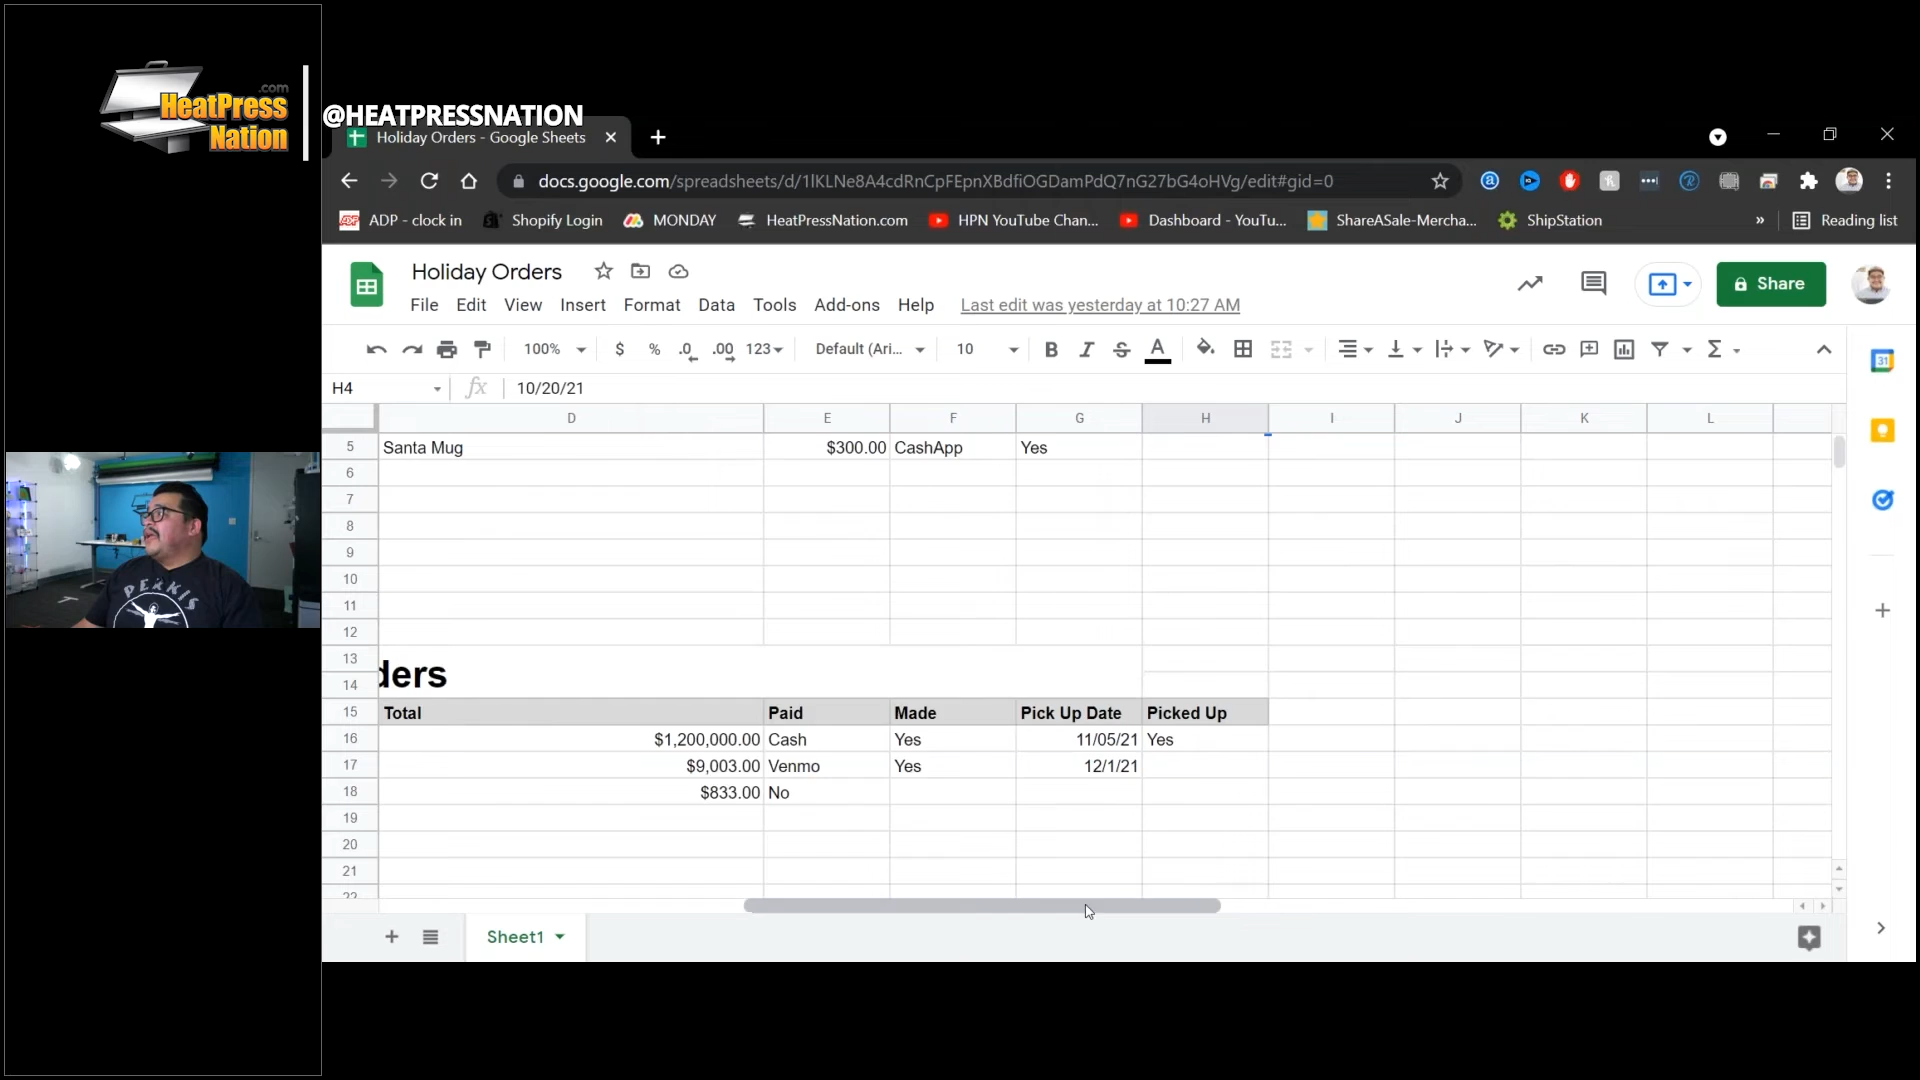 .com
HeatPress
Nation
@HEATPRESSNATION
Holiday Orders - Google Sheets
docs.google.com/spreadsheets/d/1lKLNe8A4cdRnCpFEpnXBdfiOGDamPdQ7nG27bG4oHVg/edit#gid=0
ADP - clock in Shopify Login MONDAY HeatPressNation.com HPN YouTube Chan... Dashboard - YouTu... ShareASale-Mercha... ShipStation » Reading list
Holiday Orders
Share
File Edit View Insert Format Data Tools Add-ons Help Last edit was yesterday at 10:27 AM
100% $ % .0 .00 123 Default (Ari... 10 B I S A
H4 fx 10/20/21
D E F G H I J K L
5 Santa Mug $300.00 CashApp Yes
6
7
8
9
10
11
12
13
ders
14
15 Total Paid Made Pick Up Date Picked Up
16 $1,200,000.00 Cash Yes 11/05/21 Yes
17 $9,003.00 Venmo Yes 12/1/21
18 $833.00 No
19
20
21
22
Sheet1
31
PERKIS